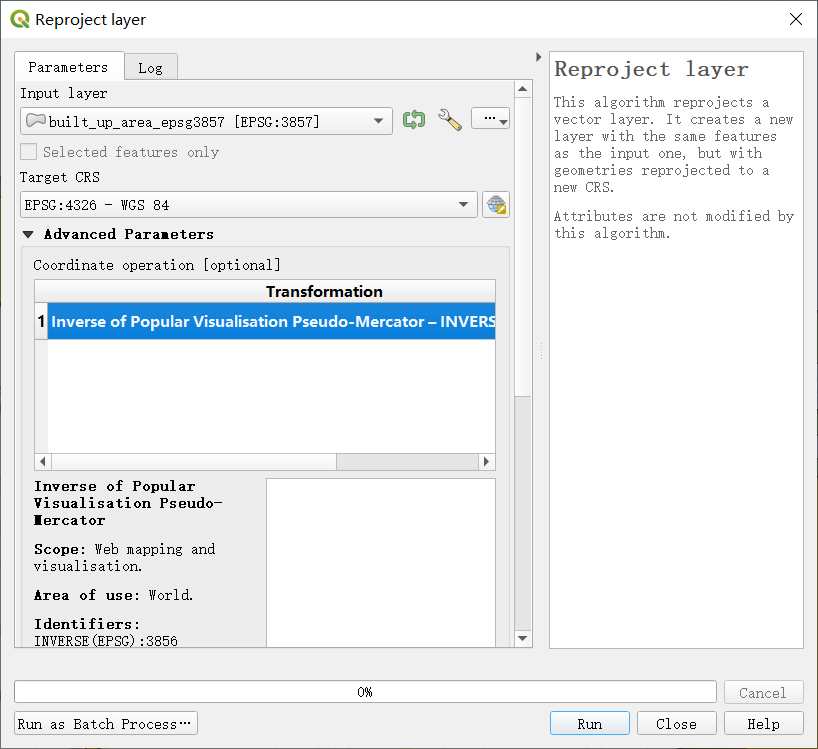 Reproject layer
Parameters
Log
Input layer
built_up_area_epsg3857 [EPSG:3857]
…
Selected features only
Target CRS
EPSG:4326 - WGS 84
Advanced Parameters
Coordinate operation [optional]
Transformation
1 Inverse of Popular Visualisation Pseudo-Mercator – INVERS
Inverse of Popular
Visualisation Pseudo-
Mercator
Scope: Web mapping and
visualisation.
Area of use: World.
Identifiers:
INVERSE(EPSG):3856
Reproject layer
This algorithm reprojects a
vector layer. It creates a new
layer with the same features
as the input one, but with
geometries reprojected to a
new CRS.
Attributes are not modified by
this algorithm.
0%
Cancel
Run as Batch Process…
Run
Close
Help